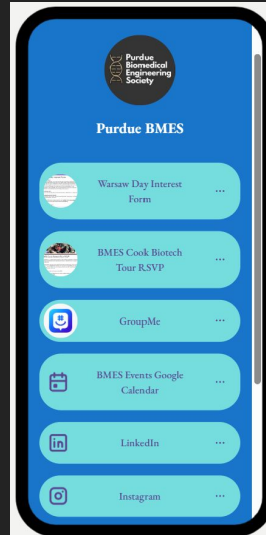 Purdue
Biomedical
Engineering
Society
Purdue BMES
Warsaw Day Interest
Form
BMES Cook Biotech
Tour RSVP
GroupMe
BMES Events Google
Calendar
in
LinkedIn
Instagram